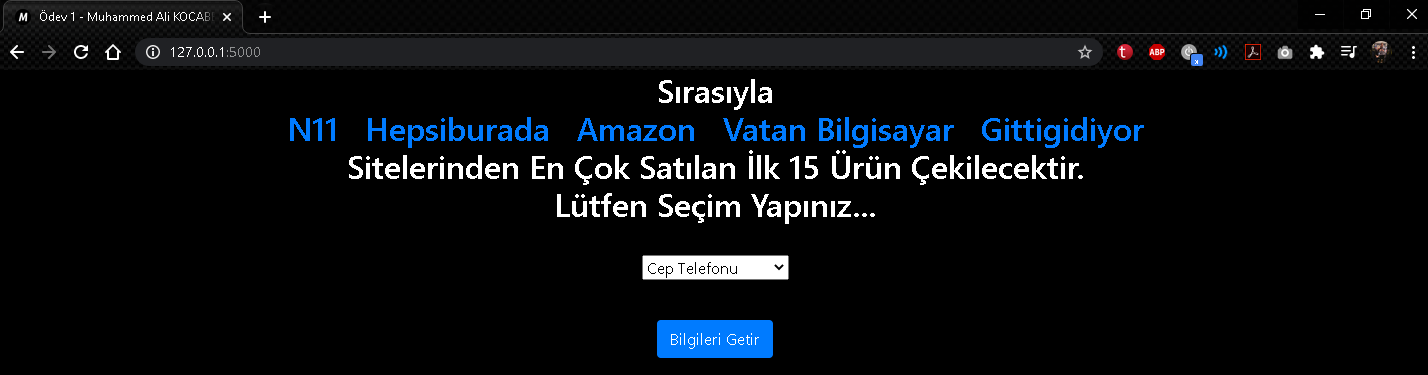 Ödev 1 - Muhammed Ali
127.0.0.1:5000
Sırasıyla
N11 Hepsiburada Amazon Vatan Bilgisayar Gittigidiyor
Sitelerinden En Çok Satılan İlk 15 Ürün Çekilecektir.
Lütfen Seçim Yapınız...
Cep Telefonu
Bilgileri Getir